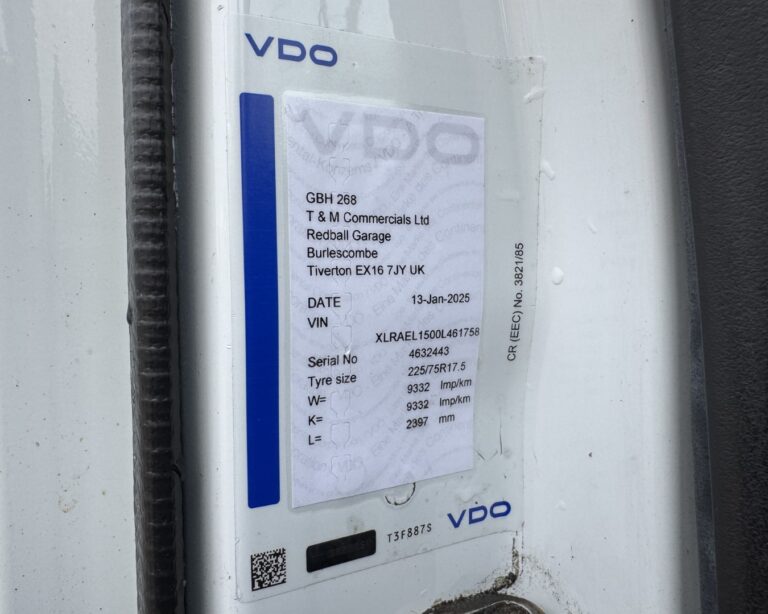 VDO
VDO
GBH 268
T & M Commercials Ltd
Redball Garage
Burlescombe
Tiverton EX16 7JY UK
DATE 13-Jan-2025
VIN XLRAEL1500L461758
Serial No 4632443
Tyre size 225/75R17.5
W= 9332 Imp/km
K= 9332 Imp/km
L= 2397 mm
CR (EEC) No. 3821/85
T3F887S
VDO